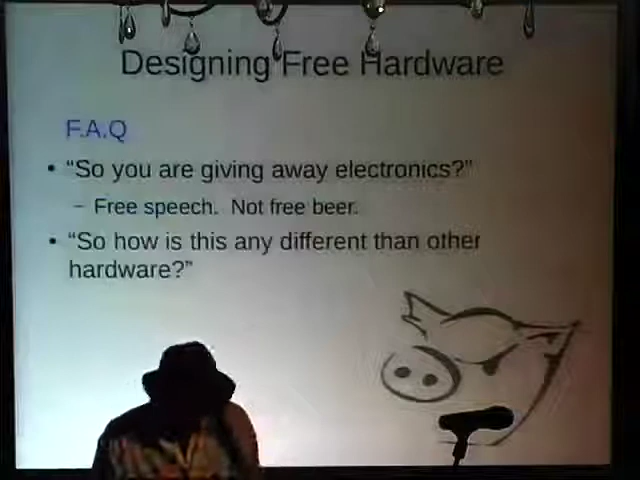 Designing Free Hardware
F.A.Q
• “So you are giving away electronics?”
– Free speech. Not free beer.
• “So how is this any different than other
hardware?”